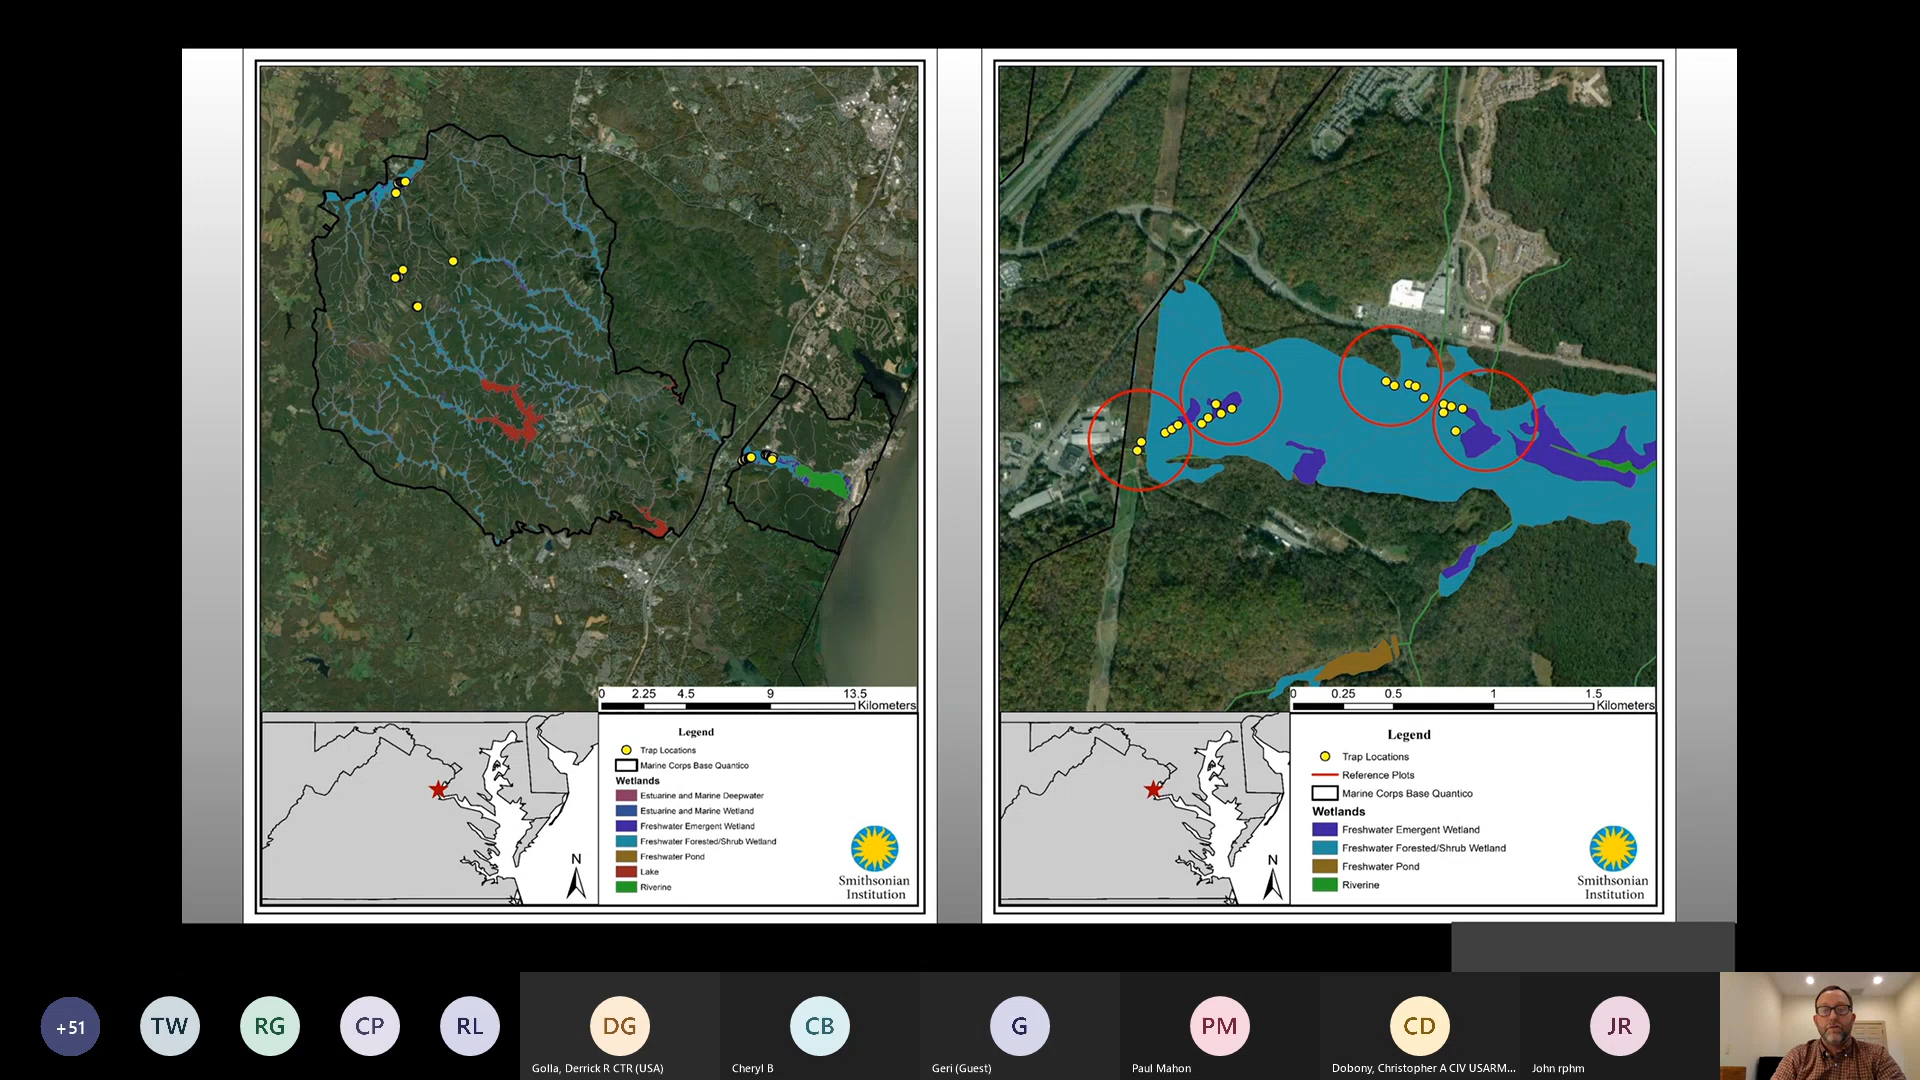 0 2.25 4.5 9 13.5
Kilometers
Legend
Trap Locations
Marine Corps Base Quantico
Wetlands
Estuarine and Marine Deepwater
Estuarine and Marine Wetland
Freshwater Emergent Wetland
Freshwater Forested/Shrub Wetland
Freshwater Pond
Lake
Riverine
N
Smithsonian
Institution
0 0.25 0.5 1 1.5
Kilometers
Legend
Trap Locations
Reference Plots
Marine Corps Base Quantico
Wetlands
Freshwater Emergent Wetland
Freshwater Forested/Shrub Wetland
Freshwater Pond
Riverine
N
Smithsonian
Institution
+51 TW RG CP RL DG CB G PM CD JR
Golla, Derrick R CTR (USA) Cheryl B Geri (Guest) Paul Mahon Dobony, Christopher A CIV USARM... John rphm